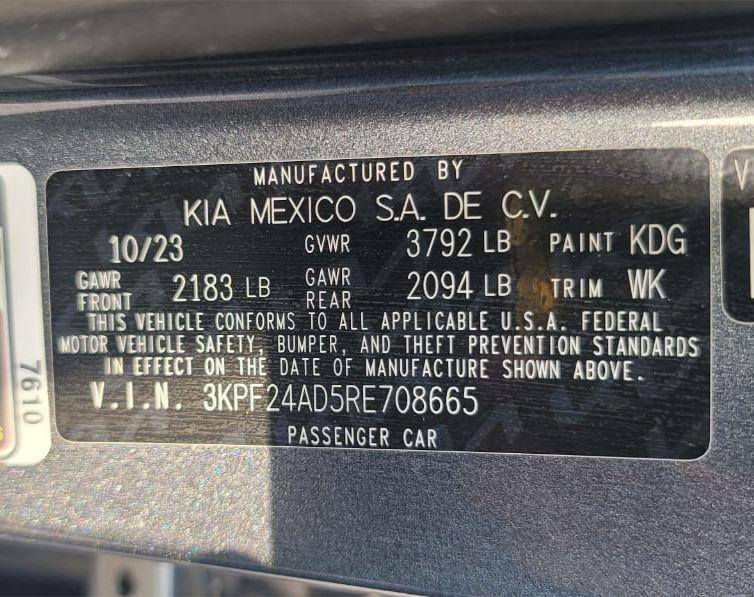 MANUFACTURED BY
KIA MEXICO S.A. DE C.V.
10/23 GVWR 3792 LB PAINT KDG
GAWR FRONT 2183 LB GAWR REAR 2094 LB TRIM WK
THIS VEHICLE CONFORMS TO ALL APPLICABLE U.S.A. FEDERAL
MOTOR VEHICLE SAFETY, BUMPER, AND THEFT PREVENTION STANDARDS
IN EFFECT ON THE DATE OF MANUFACTURE SHOWN ABOVE.
V.I.N. 3KPF24AD5RE708665
PASSENGER CAR
7610
V